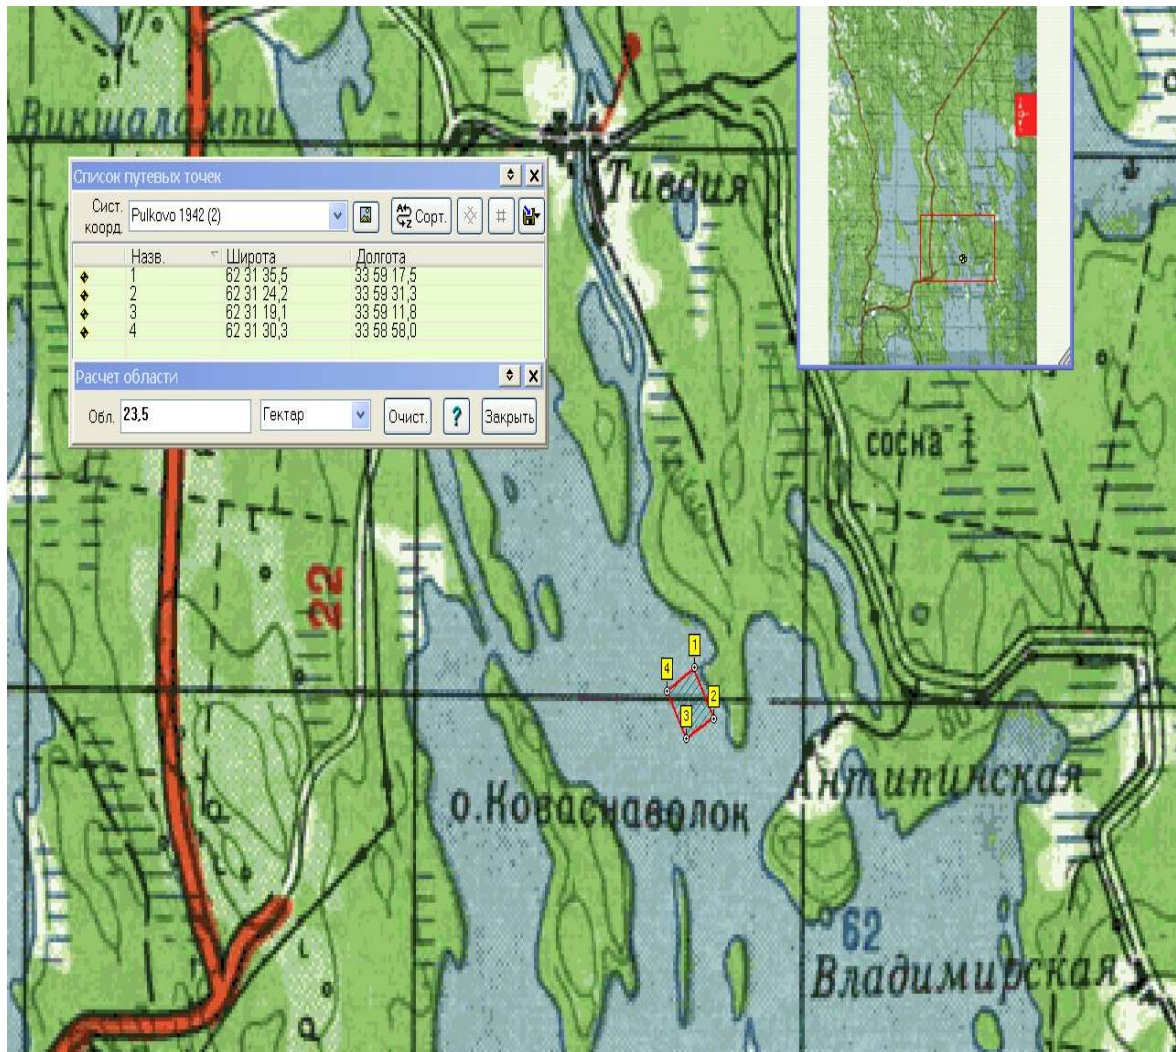 Викшалампи
Тивдия
Список путевых точек
Сист. коорд. Pulkovo 1942 (2) Сорт.
Назв. Широта Долгота
1 62 31 35,5 33 59 17,5
2 62 31 24,2 33 59 31,3
3 62 31 19,1 33 59 11,8
4 62 31 30,3 33 58 58,0
Расчет области
Обл. 23,5 Гектар Очист. ? Закрыть
сосна
22
1
4
2
3
Антипинская
о.Коваснаволок
62
Владимирская